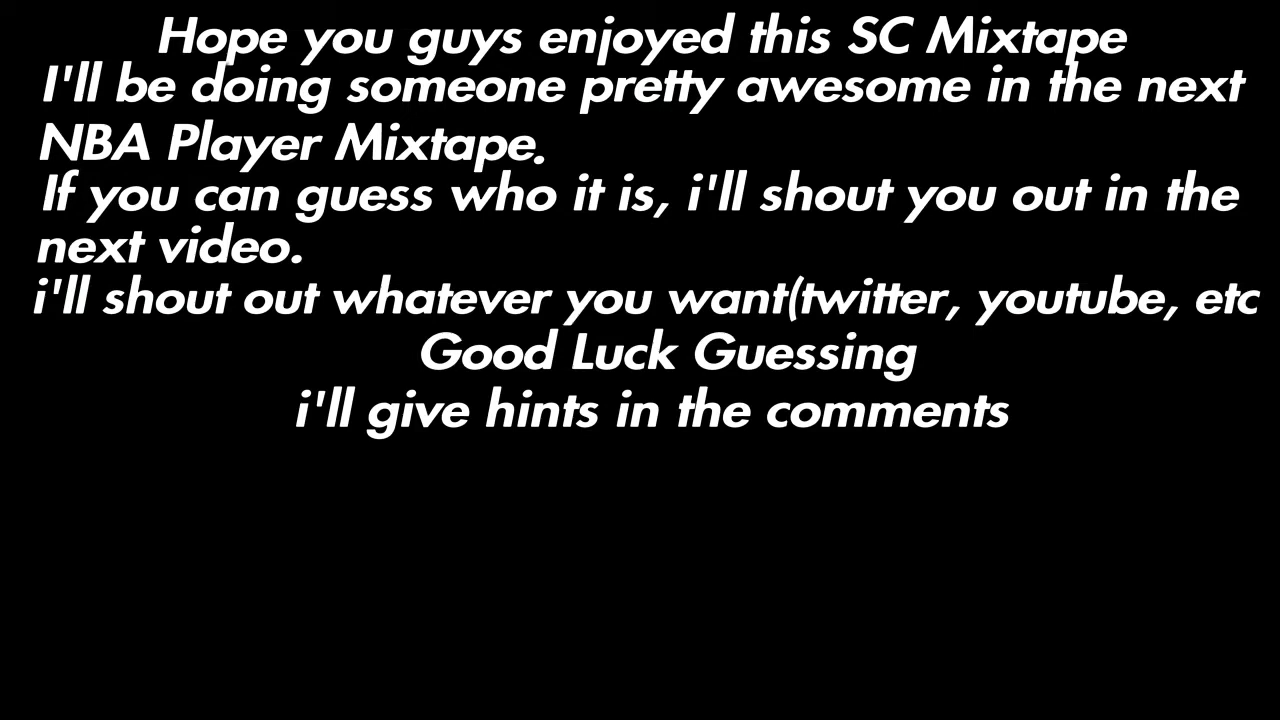 Hope you guys enjoyed this SC Mixtape
I'll be doing someone pretty awesome in the next
NBA Player Mixtape.
If you can guess who it is, i'll shout you out in the
next video.
i'll shout out whatever you want(twitter, youtube, etc
Good Luck Guessing
i'll give hints in the comments